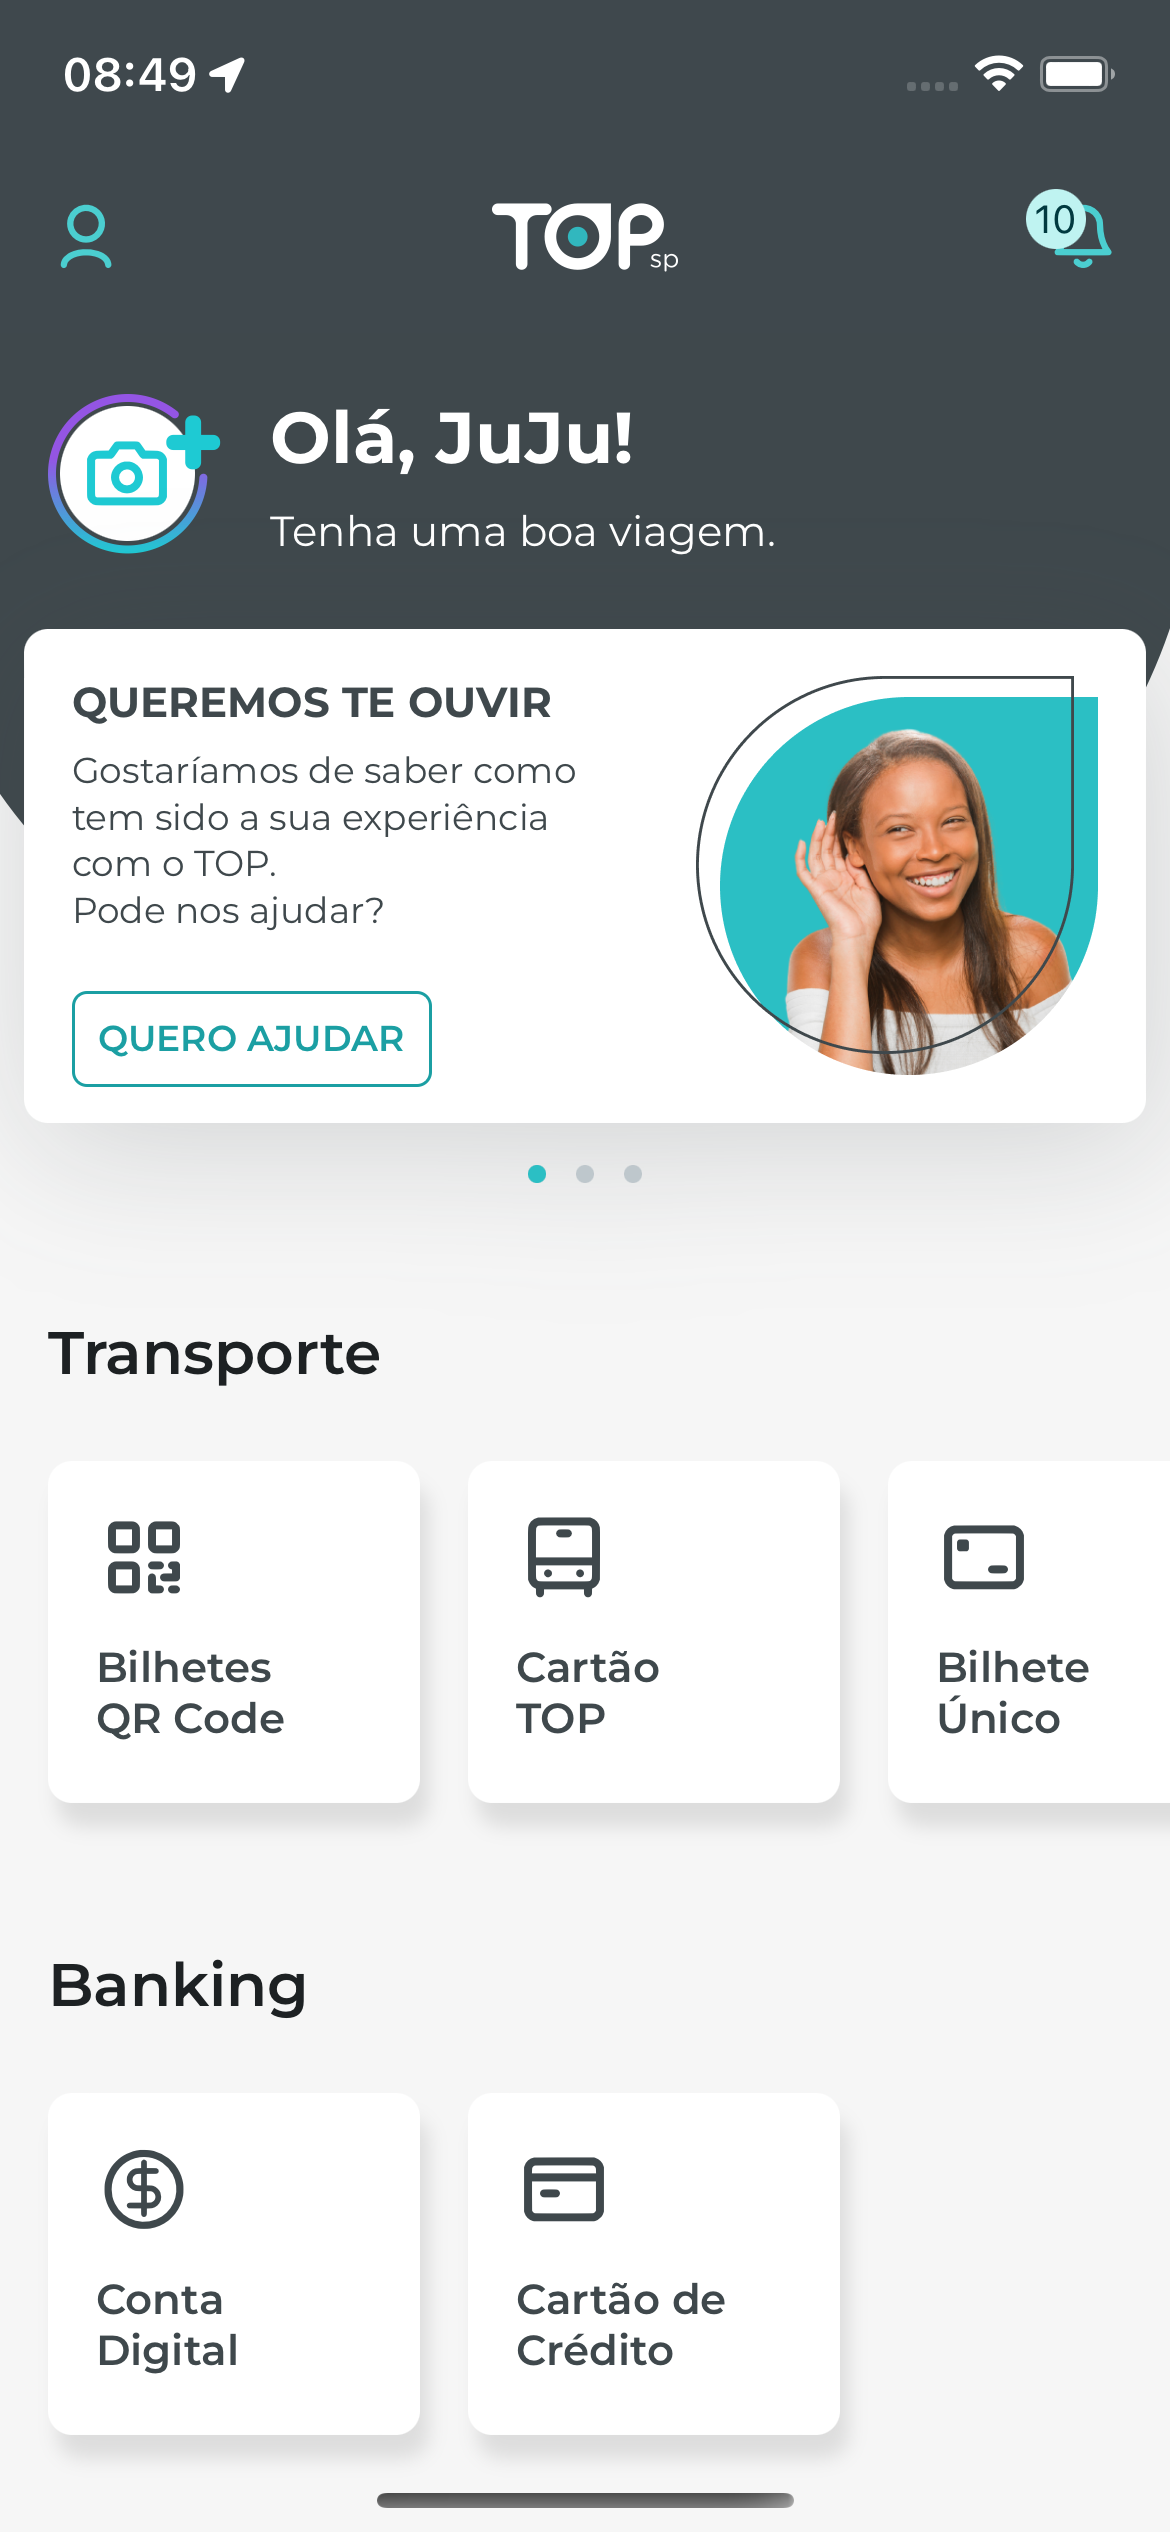 08:49
TOP
sp
10
Olá, JuJu!
Tenha uma boa viagem.
QUEREMOS TE OUVIR
Gostaríamos de saber como
tem sido a sua experiência
com o TOP.
Pode nos ajudar?
QUERO AJUDAR
Transporte
Bilhetes
QR Code
Cartão
TOP
Bilhete
Único
Banking
Conta
Digital
Cartão de
Crédito